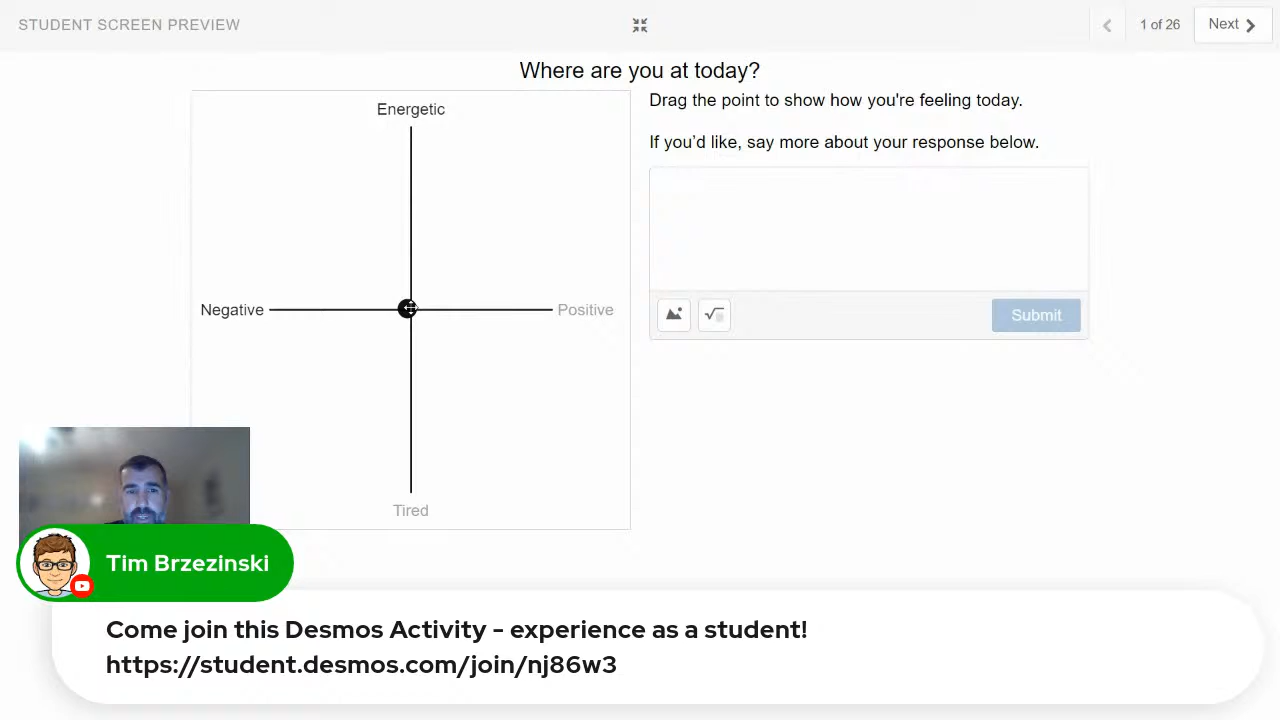 STUDENT SCREEN PREVIEW
1 of 26
Next
Where are you at today?
Energetic
Negative
Positive
Tired
Drag the point to show how you're feeling today.
If you’d like, say more about your response below.
√
Submit
Tim Brzezinski
Come join this Desmos Activity - experience as a student!
https://student.desmos.com/join/nj86w3